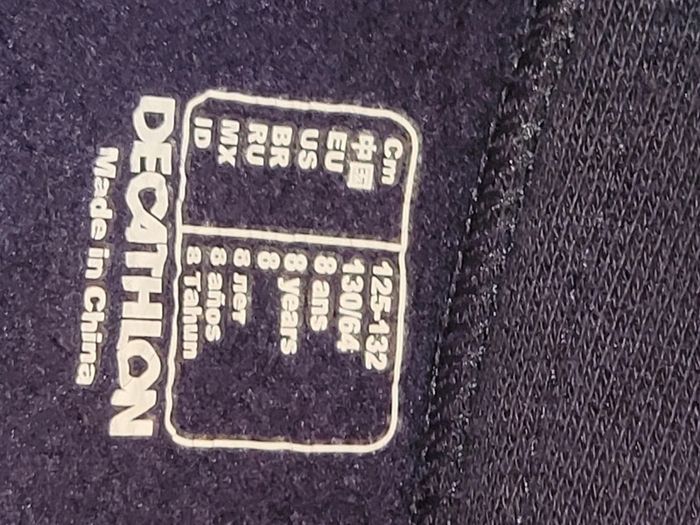 Cm 125-132
中国 130/64
EU 8 ans
US 8 years
BR 8
RU 8 лет
MX 8 años
ID 8 Tahun
DECATHLON
Made in China